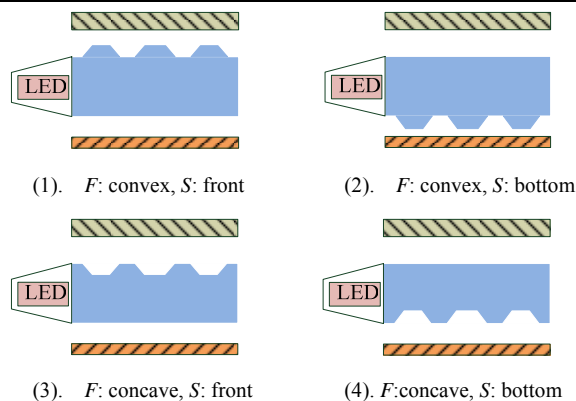 LED
LED
(1). F: convex, S: front
(2). F: convex, S: bottom
LED
LED
(3). F: concave, S: front
(4). F:concave, S: bottom